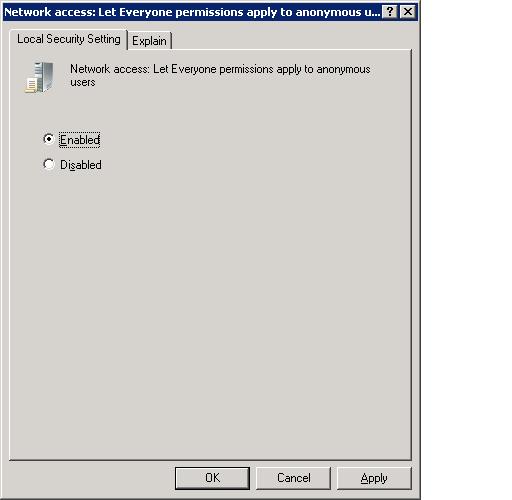 Network access: Let Everyone permissions apply to anonymous u...
Local Security Setting
Explain
Network access: Let Everyone permissions apply to anonymous
users
Enabled
Disabled
OK
Cancel
Apply